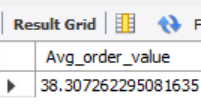 Result Grid
Avg_order_value
38.307262295081635